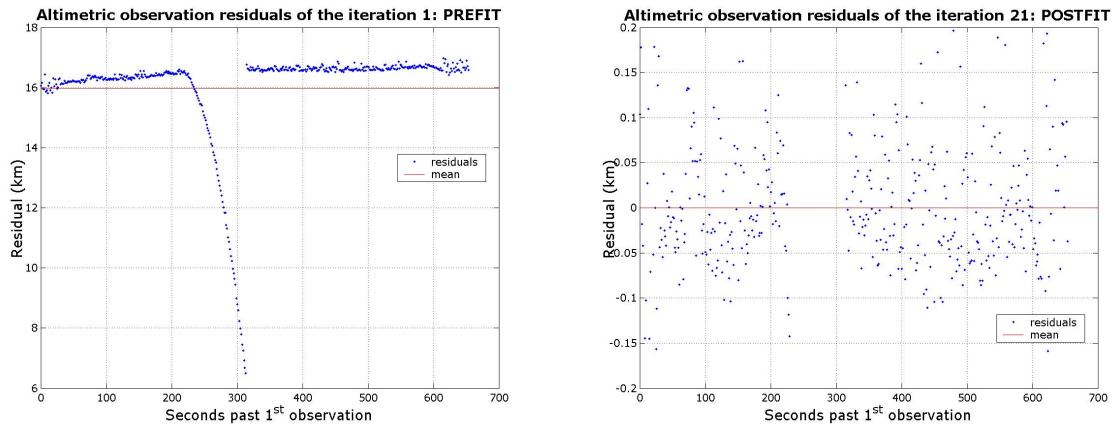 Altimetric observation residuals of the iteration 1: PREFIT
18
16
14
12
10
8
6
Residual (km)
residuals
mean
0 100 200 300 400 500 600 700
Seconds past 1st observation
Altimetric observation residuals of the iteration 21: POSTFIT
0.2
0.15
0.1
0.05
0
-0.05
-0.1
-0.15
-0.2
Residual (km)
residuals
mean
0 100 200 300 400 500 600 700
Seconds past 1st observation